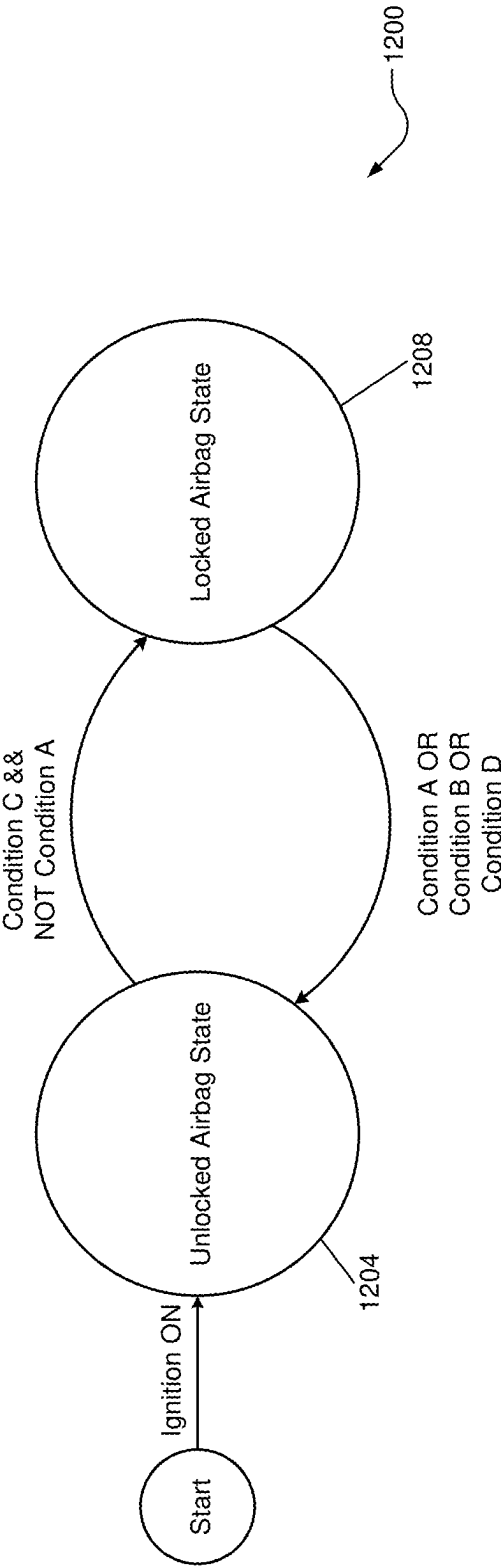 Start
Ignition ON
Unlocked Airbag State
1204
Condition C &&
NOT Condition A
Condition A OR
Condition B OR
Condition D
Locked Airbag State
1208
1200